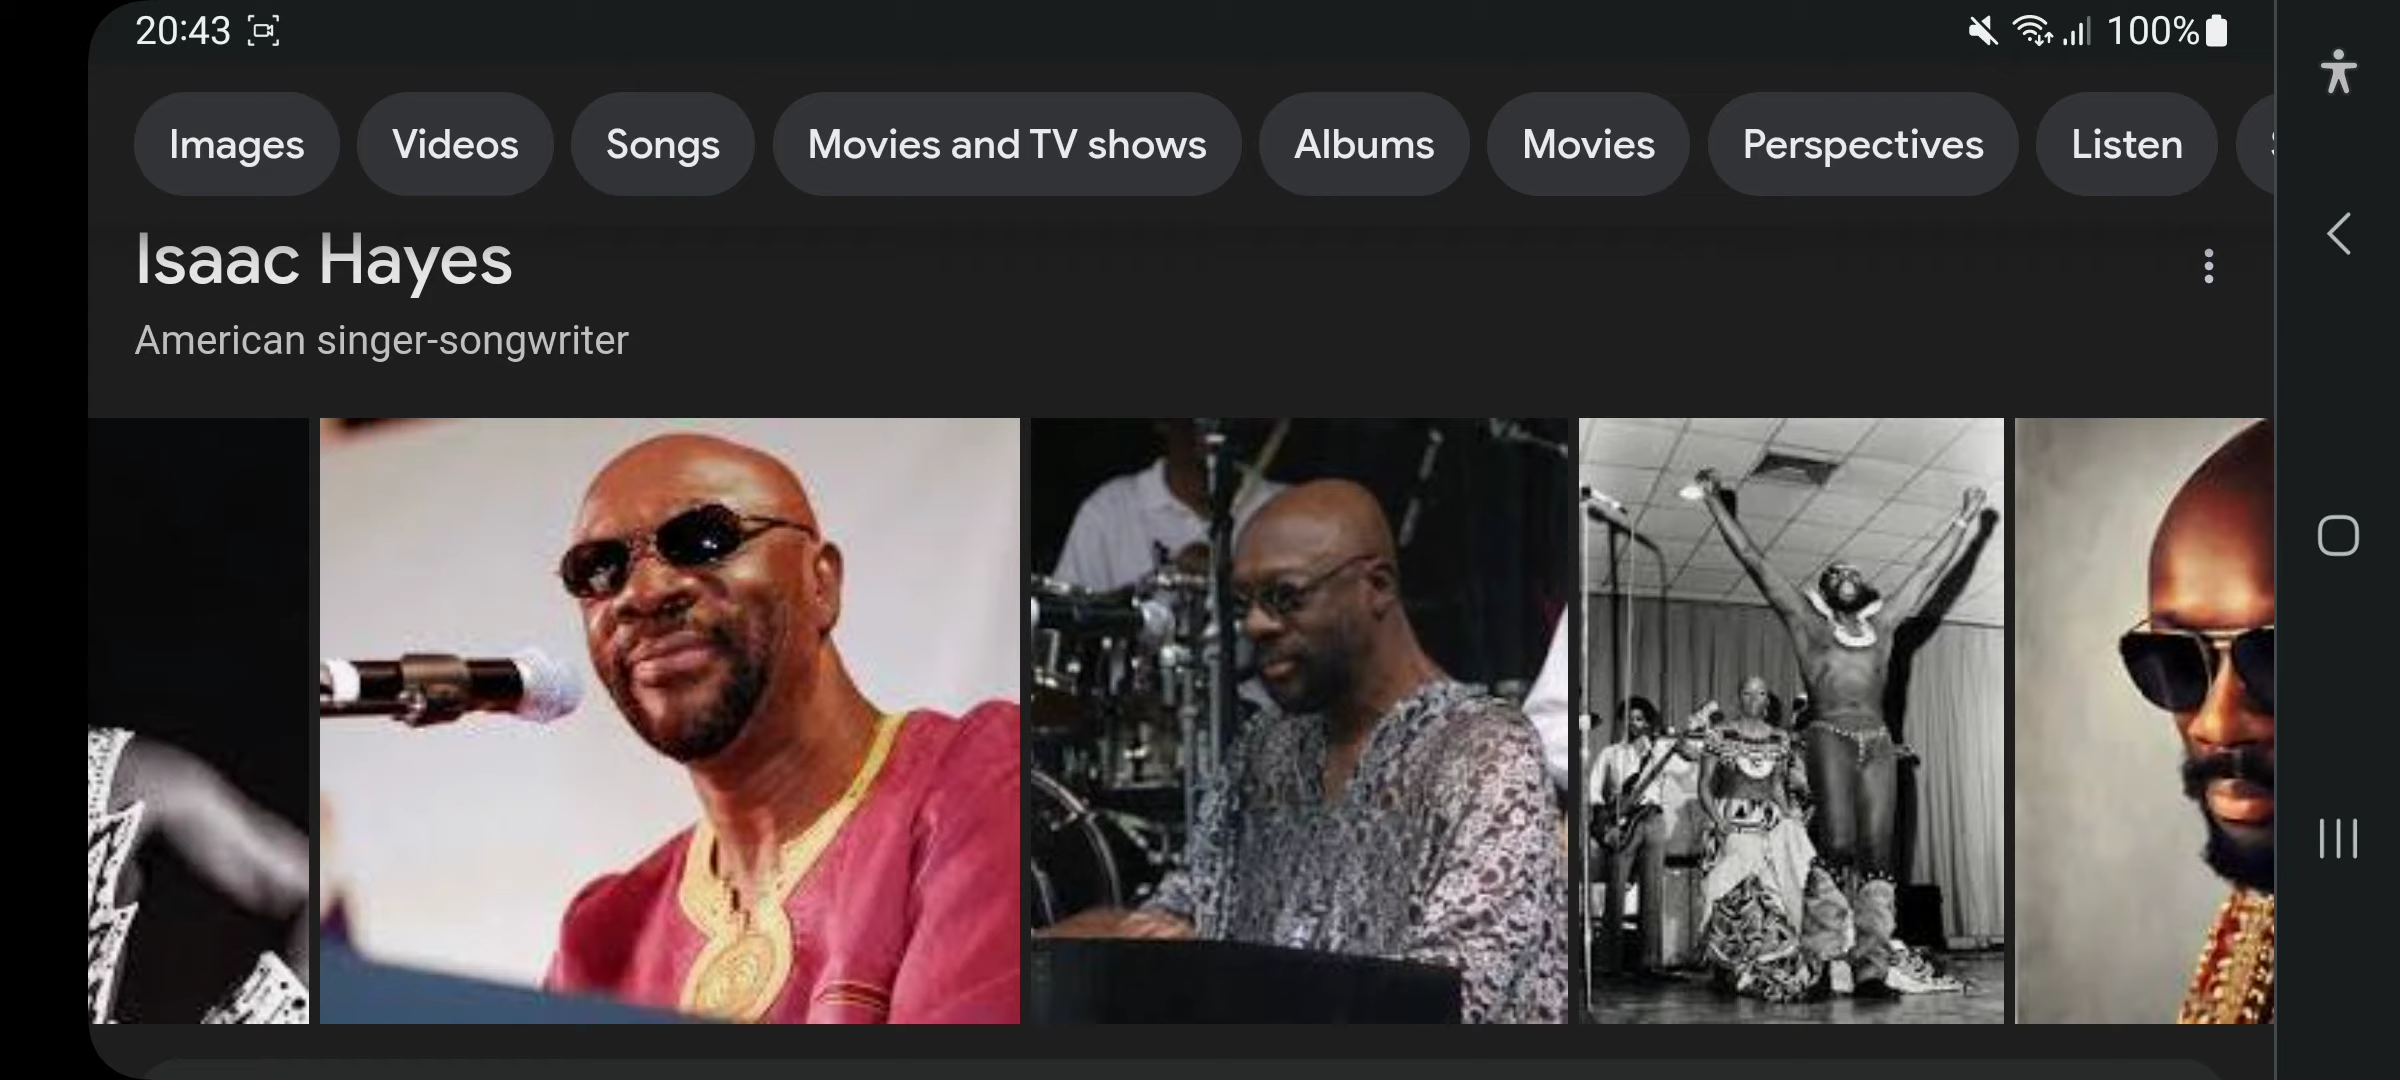 20:43 100%
Images Videos Songs Movies and TV shows Albums Movies Perspectives Listen
Isaac Hayes
American singer-songwriter